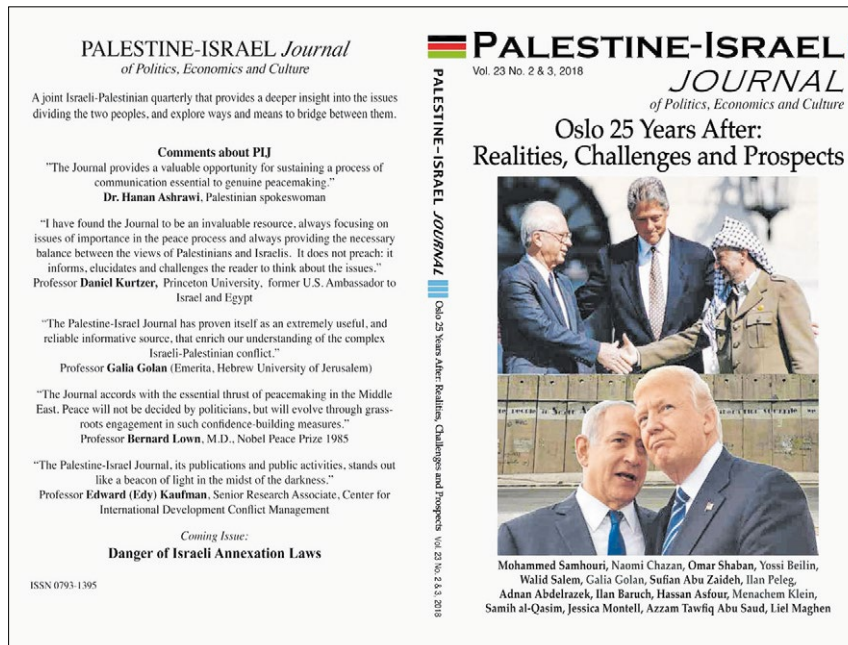 PALESTINE-ISRAEL Journal
of Politics, Economics and Culture
A joint Israeli-Palestinian quarterly that provides a deeper insight into the issues
dividing the two peoples, and explore ways and means to bridge between them.
Comments about PIJ
"The Journal provides a valuable opportunity for sustaining a process of
communication essential to genuine peacemaking."
Dr. Hanan Ashrawi, Palestinian spokeswoman
"I have found the Journal to be an invaluable resource, always focusing on
issues of importance in the peace process and always providing the necessary
balance between the views of Palestinians and Israelis. It does not preach: it
informs, elucidates and challenges the reader to think about the issues."
Professor Daniel Kurtzer, Princeton University, former U.S. Ambassador to
Israel and Egypt
"The Palestine-Israel Journal has proven itself as an extremely useful, and
reliable informative source, that enrich our understanding of the complex
Israeli-Palestinian conflict."
Professor Galia Golan (Emerita, Hebrew University of Jerusalem)
"The Journal accords with the essential thrust of peacemaking in the Middle
East. Peace will not be decided by politicians, but will evolve through grass-
roots engagement in such confidence-building measures."
Professor Bernard Lown, M.D., Nobel Peace Prize 1985
"The Palestine-Israel Journal, its publications and public activities, stands out
like a beacon of light in the midst of the darkness."
Professor Edward (Edy) Kaufman, Senior Research Associate, Center for
International Development Conflict Management
Coming Issue:
Danger of Israeli Annexation Laws
ISSN 0793-1395
PALESTINE-ISRAEL JOURNAL Oslo 25 Years After: Realities, Challenges and Prospects Vol. 23 No. 2 & 3, 2018
PALESTINE-ISRAEL
Vol. 23 No. 2 & 3, 2018
JOURNAL
of Politics, Economics and Culture
Oslo 25 Years After:
Realities, Challenges and Prospects
Mohammed Samhouri, Naomi Chazan, Omar Shaban, Yossi Beilin,
Walid Salem, Galia Golan, Sufian Abu Zaideh, Ilan Peleg,
Adnan Abdelrazek, Ilan Baruch, Hassan Asfour, Menachem Klein,
Samih al-Qasim, Jessica Montell, Azzam Tawfiq Abu Saud, Liel Maghen